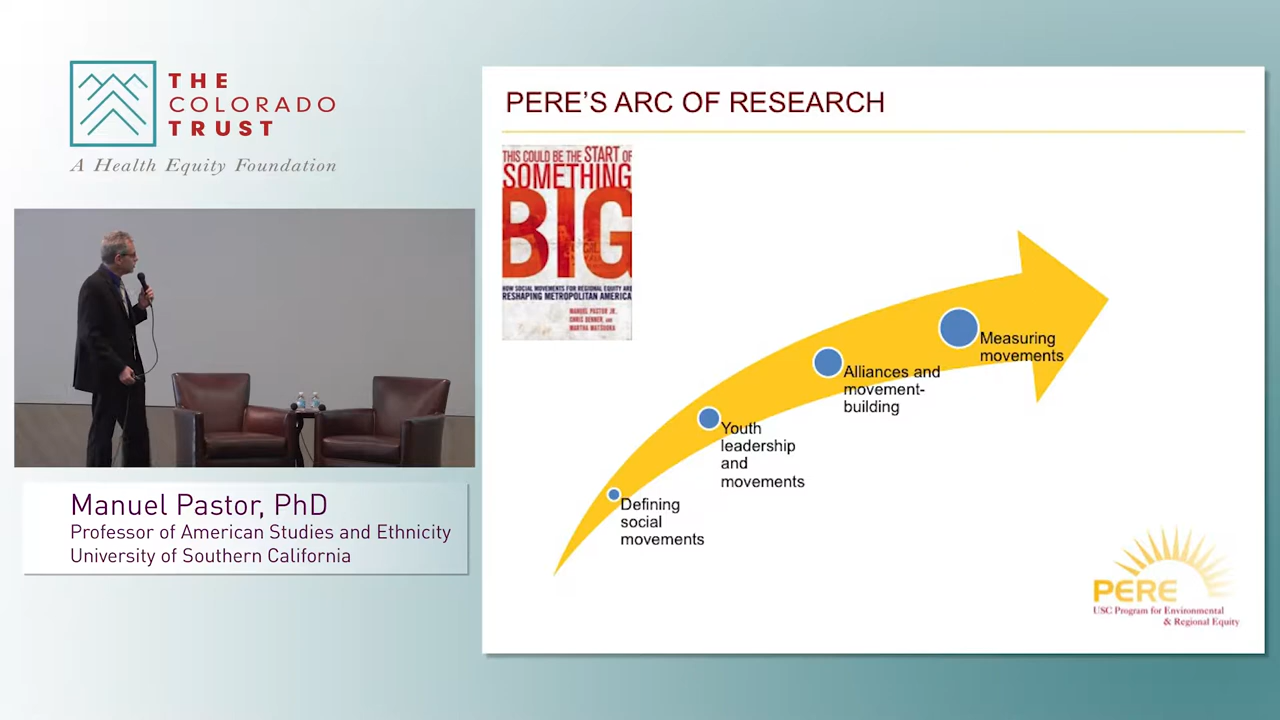 THE
COLORADO
TRUST
A Health Equity Foundation
Manuel Pastor, PhD
Professor of American Studies and Ethnicity
University of Southern California
PERE'S ARC OF RESEARCH
THIS COULD BE THE START OF
SOMETHING
BIG
HOW SOCIAL MOVEMENTS FOR REGIONAL EQUITY ARE
RESHAPING METROPOLITAN AMERICA
MANUEL PASTOR JR.
CHRIS BENNER, AND
MARTHA MATSUOKA
Defining
social
movements
Youth
leadership
and
movements
Alliances and
movement-
building
Measuring
movements
PERE
USC Program for Environmental
& Regional Equity